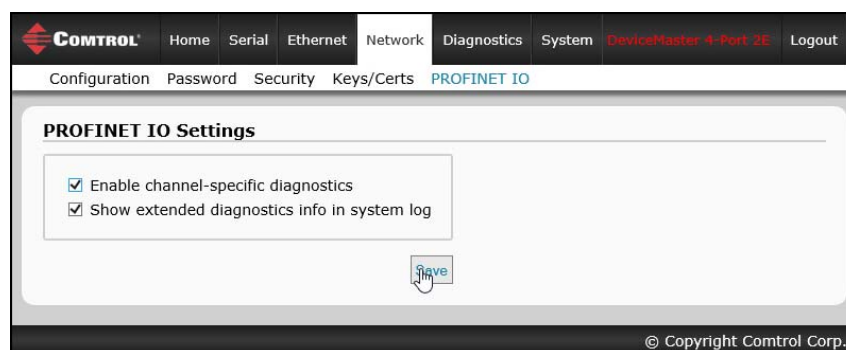 COMTROL Home Serial Ethernet Network Diagnostics System DeviceMaster 4-Port 2E Logout
Configuration Password Security Keys/Certs PROFINET IO
PROFINET IO Settings
Enable channel-specific diagnostics
Show extended diagnostics info in system log
Save
© Copyright Comtrol Corp.